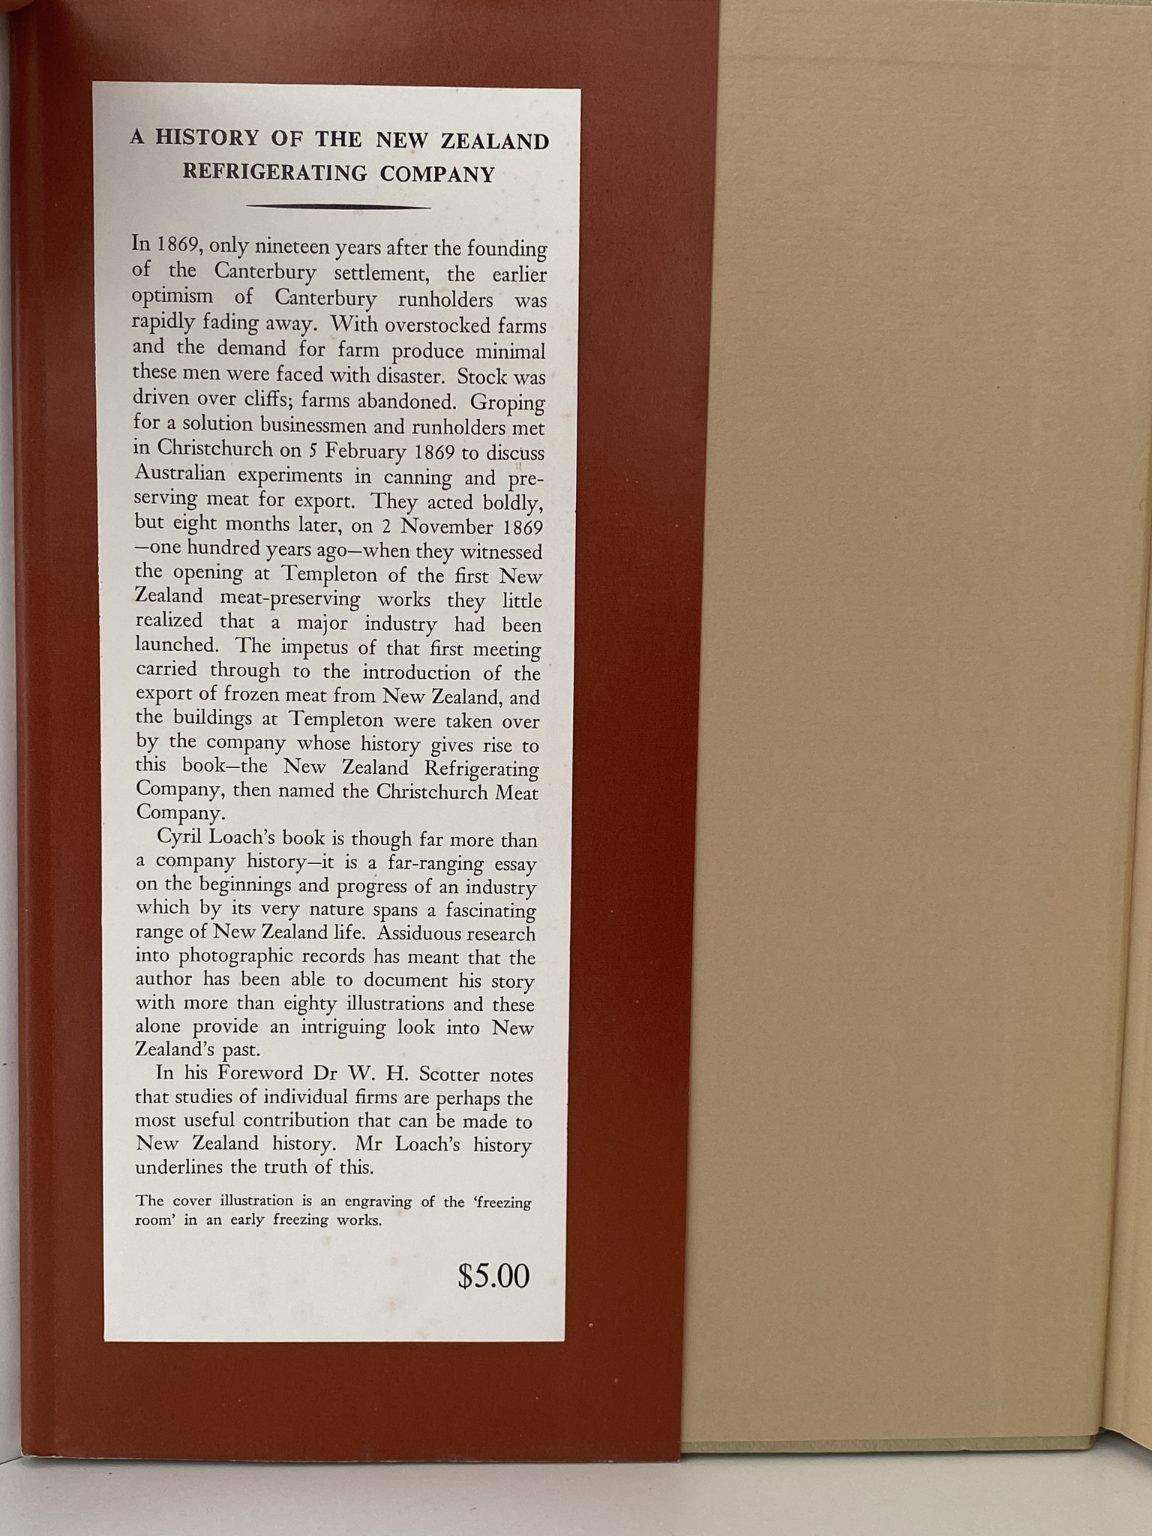 A HISTORY OF THE NEW ZEALAND
REFRIGERATING COMPANY
In 1869, only nineteen years after the founding
of the Canterbury settlement, the earlier
optimism of Canterbury runholders was
rapidly fading away. With overstocked farms
and the demand for farm produce minimal
these men were faced with disaster. Stock was
driven over cliffs; farms abandoned. Groping
for a solution businessmen and runholders met
in Christchurch on 5 February 1869 to discuss
Australian experiments in canning and pre-
serving meat for export. They acted boldly,
but eight months later, on 2 November 1869
—one hundred years ago—when they witnessed
the opening at Templeton of the first New
Zealand meat-preserving works they little
realized that a major industry had been
launched. The impetus of that first meeting
carried through to the introduction of the
export of frozen meat from New Zealand, and
the buildings at Templeton were taken over
by the company whose history gives rise to
this book—the New Zealand Refrigerating
Company, then named the Christchurch Meat
Company.
Cyril Loach's book is though far more than
a company history—it is a far-ranging essay
on the beginnings and progress of an industry
which by its very nature spans a fascinating
range of New Zealand life. Assiduous research
into photographic records has meant that the
author has been able to document his story
with more than eighty illustrations and these
alone provide an intriguing look into New
Zealand's past.
In his Foreword Dr W. H. Scotter notes
that studies of individual firms are perhaps the
most useful contribution that can be made to
New Zealand history. Mr Loach's history
underlines the truth of this.
The cover illustration is an engraving of the 'freezing
room' in an early freezing works.
$5.00